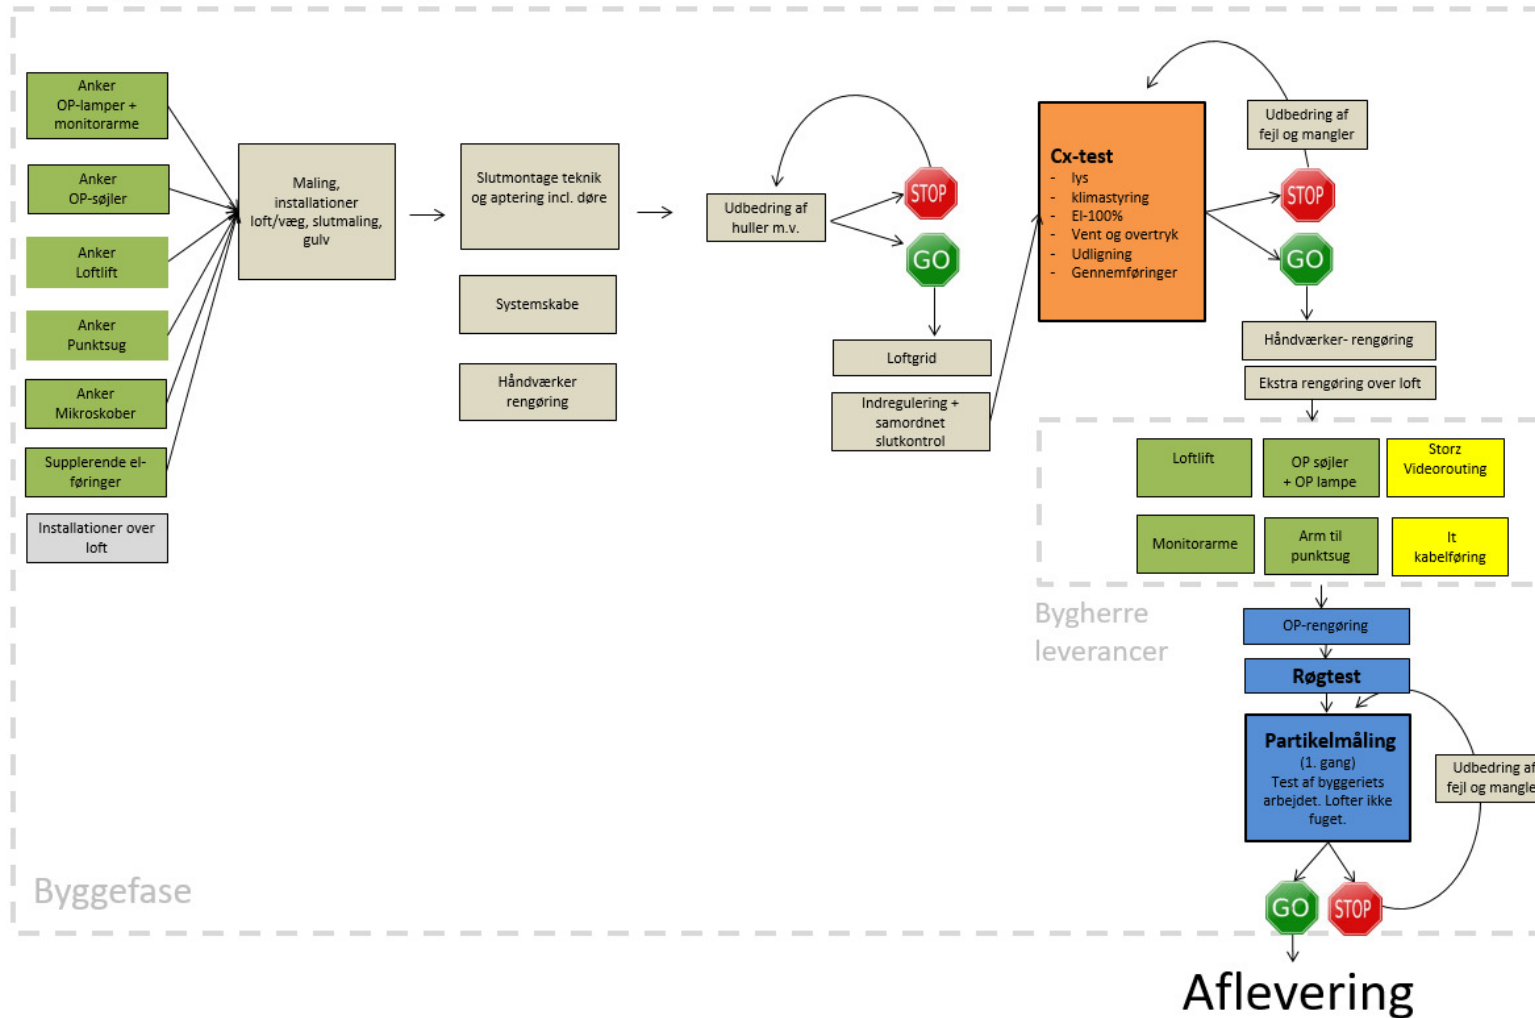 Anker
OP-lamper +
monitorarme
Anker
OP-søjler
Anker
Loftlift
Anker
Punktsug
Anker
Mikroskober
Supplerende el-
føringer
Installationer over
loft
Maling,
installationer
loft/væg, slutmaling,
gulv
Slutmontage teknik
og aptering incl. døre
Systemskabe
Håndværker
rengøring
Udbedring af
huller m.v.
STOP
GO
Loftgrid
Indregulering +
samordnet
slutkontrol
Cx-test
- lys
- klimastyring
- El-100%
- Vent og overtryk
- Udligning
- Gennemføringer
Udbedring af
fejl og mangler
STOP
GO
Håndværker- rengøring
Ekstra rengøring over loft
Loftlift
OP søjler
+ OP lampe
Storz
Videorouting
Monitorarme
Arm til
punktsug
It
kabelføring
Bygherre
leverancer
OP-rengøring
Røgtest
Partikelmåling
(1. gang)
Test af byggeriets
arbejdet. Lofter ikke
fuget.
Udbedring af
fejl og mangle
GO
STOP
Byggefase
Aflevering